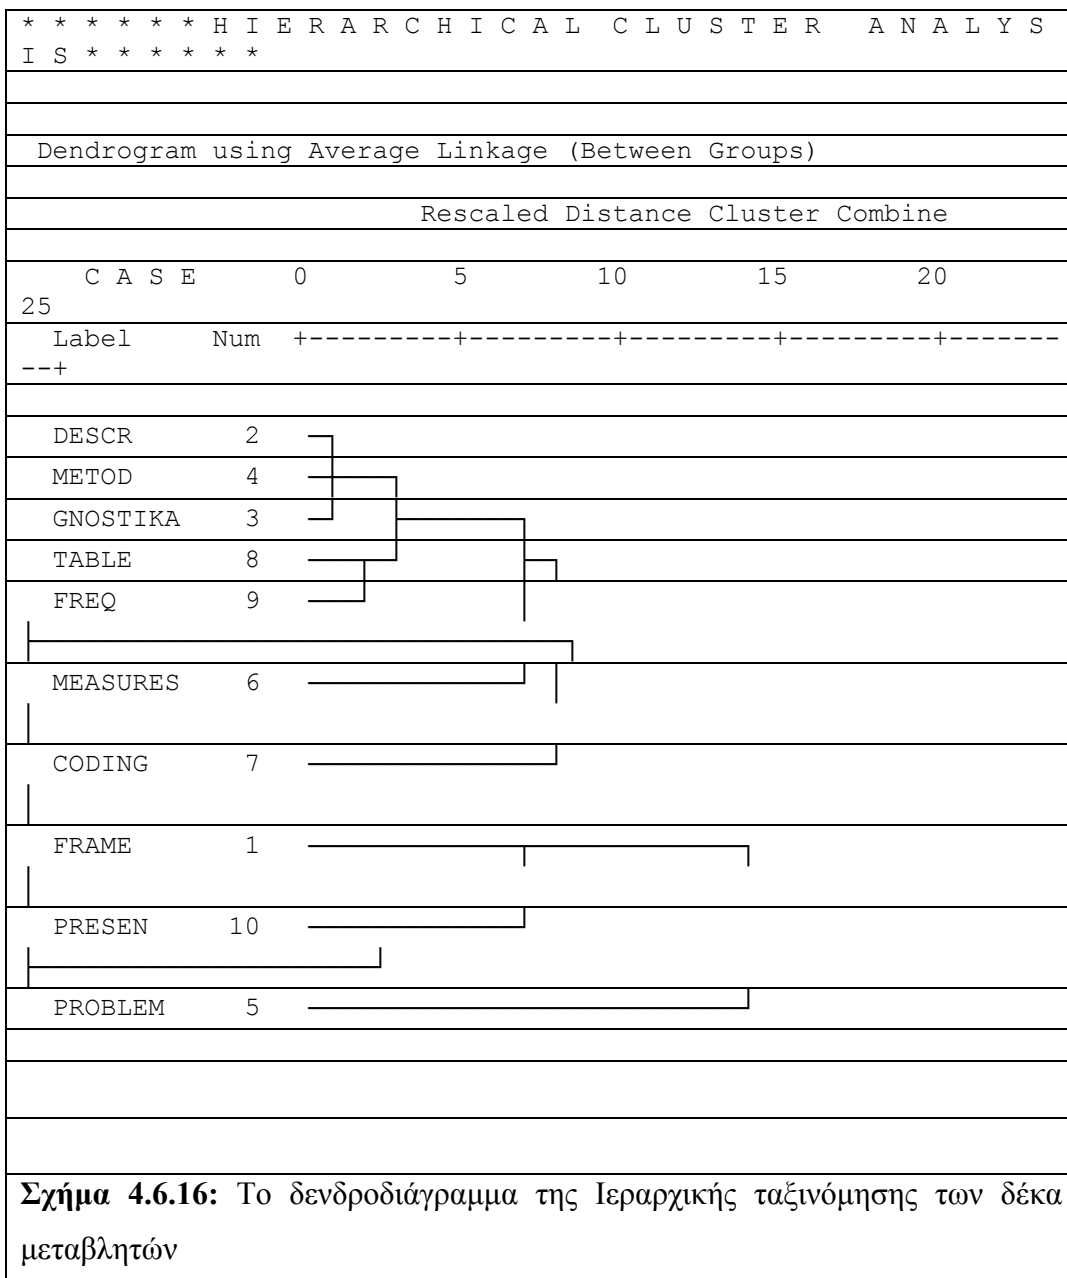 * * * * * * H I E R A R C H I C A L C L U S T E R A N A L Y S
I S * * * * * *
Dendrogram using Average Linkage (Between Groups)
Rescaled Distance Cluster Combine
C A S E 0 5 10 15 20
25
Label Num +---------+---------+---------+---------+-------
--+
DESCR 2
METOD 4
GNOSTIKA 3
TABLE 8
FREQ 9
MEASURES 6
CODING 7
FRAME 1
PRESEN 10
PROBLEM 5
Σχήμα 4.6.16: Το δενδροδιάγραμμα της Ιεραρχικής ταξινόμησης των δέκα
μεταβλητών